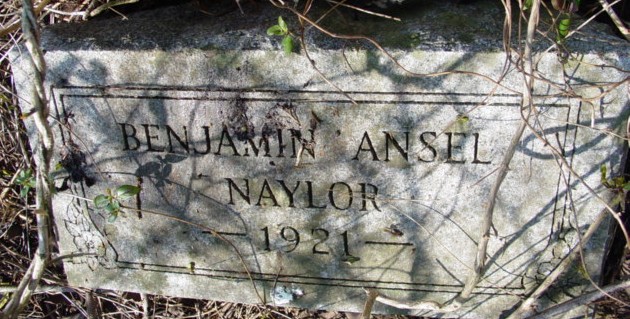 BENJAMIN ANSEL
NAYLOR
— 1921 —